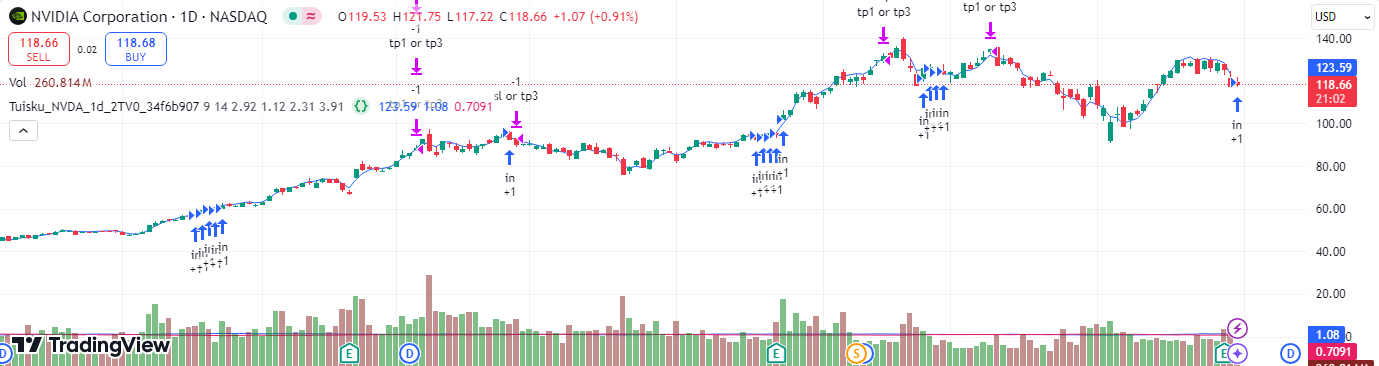 NVIDIA Corporation · 1D · NASDAQ O119.53 H121.75 L117.22 C118.66 +1.07 (+0.91%)
118.66 SELL 0.02 118.68 BUY
Vol 260.814M
Tuisku_NVDA_1d_2TV0_34f6b907 9 14 2.92 1.12 2.31 3.91 {} 123.59 1.08 0.7091
-1
tp1 or tp3
-1
-1
sl or tp3
tp1 or tp3
tp1 or tp3
in
+1
in
+1
in
+1
in
+1
in
+1
USD
140.00
123.59
118.66
21:02
100.00
80.00
60.00
40.00
20.00
1.08
0.7091
TradingView
D
E
D
E
S
E
D